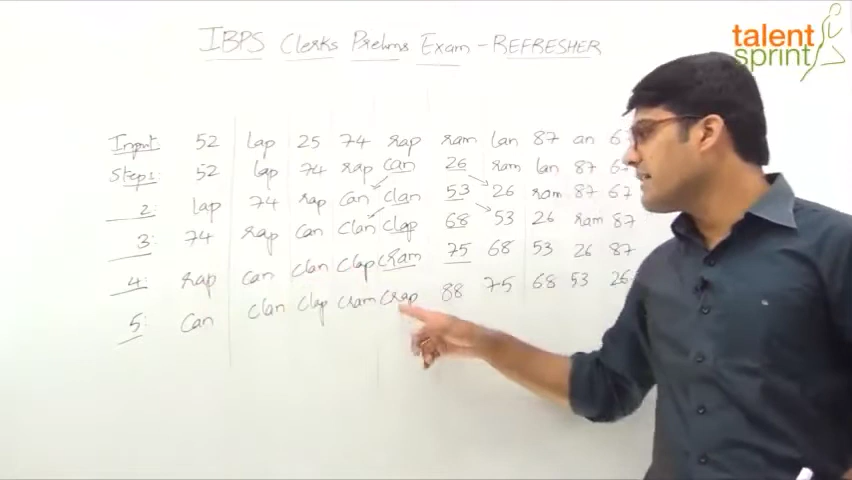 talent
sprint
IBPS Clerks Prelms Exam - REFRESHER
Input: 52 lap 25 74 rap ram lan 87 an 6
Step1: 52 lap 74 rap can 26 ram lan 87 67
2: lap 74 rap can clan 53 26 ram 87 67
3: 74 rap can clan clap 68 53 26 ram 87
4: rap can clan clap cram 75 68 53 26 87
5: can clan clap cram crap 88 75 68 53 26